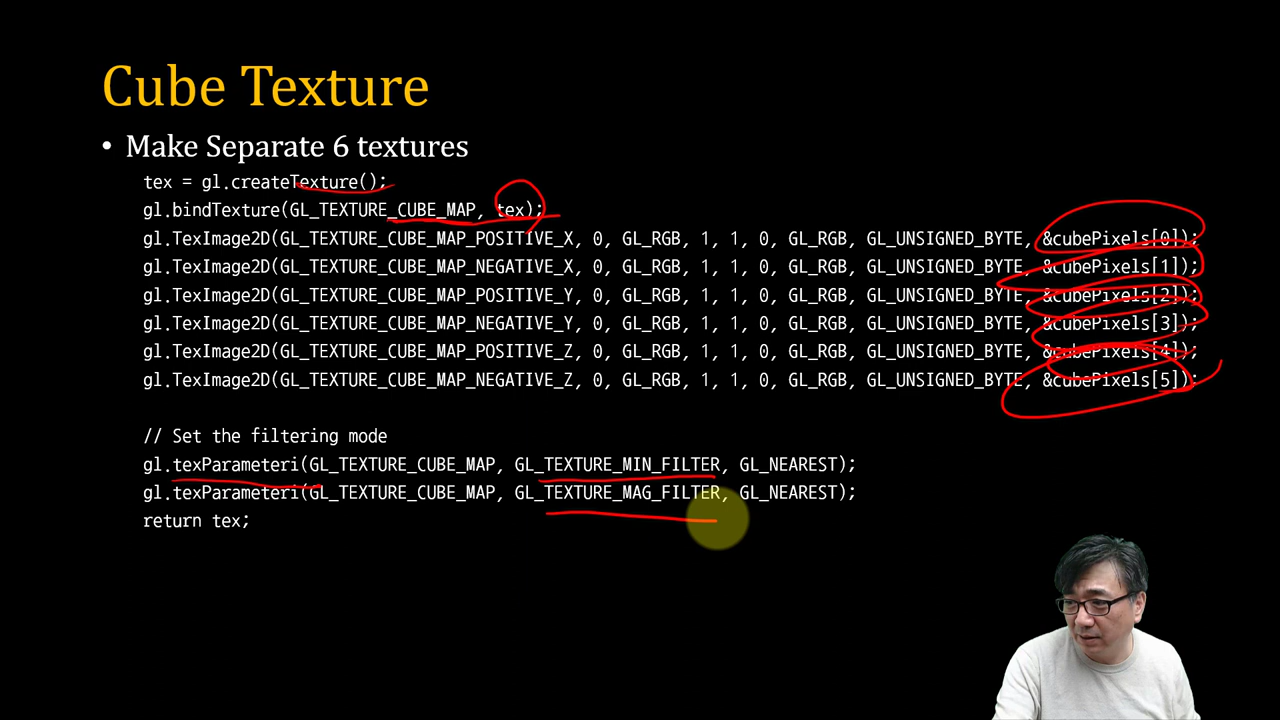 Cube Texture
• Make Separate 6 textures
tex = gl.createTexture();
gl.bindTexture(GL_TEXTURE_CUBE_MAP, tex);
gl.TexImage2D(GL_TEXTURE_CUBE_MAP_POSITIVE_X, 0, GL_RGB, 1, 1, 0, GL_RGB, GL_UNSIGNED_BYTE, &cubePixels[0]);
gl.TexImage2D(GL_TEXTURE_CUBE_MAP_NEGATIVE_X, 0, GL_RGB, 1, 1, 0, GL_RGB, GL_UNSIGNED_BYTE, &cubePixels[1]);
gl.TexImage2D(GL_TEXTURE_CUBE_MAP_POSITIVE_Y, 0, GL_RGB, 1, 1, 0, GL_RGB, GL_UNSIGNED_BYTE, &cubePixels[2]);
gl.TexImage2D(GL_TEXTURE_CUBE_MAP_NEGATIVE_Y, 0, GL_RGB, 1, 1, 0, GL_RGB, GL_UNSIGNED_BYTE, &cubePixels[3]);
gl.TexImage2D(GL_TEXTURE_CUBE_MAP_POSITIVE_Z, 0, GL_RGB, 1, 1, 0, GL_RGB, GL_UNSIGNED_BYTE, &cubePixels[4]);
gl.TexImage2D(GL_TEXTURE_CUBE_MAP_NEGATIVE_Z, 0, GL_RGB, 1, 1, 0, GL_RGB, GL_UNSIGNED_BYTE, &cubePixels[5]);
// Set the filtering mode
gl.texParameteri(GL_TEXTURE_CUBE_MAP, GL_TEXTURE_MIN_FILTER, GL_NEAREST);
gl.texParameteri(GL_TEXTURE_CUBE_MAP, GL_TEXTURE_MAG_FILTER, GL_NEAREST);
return tex;